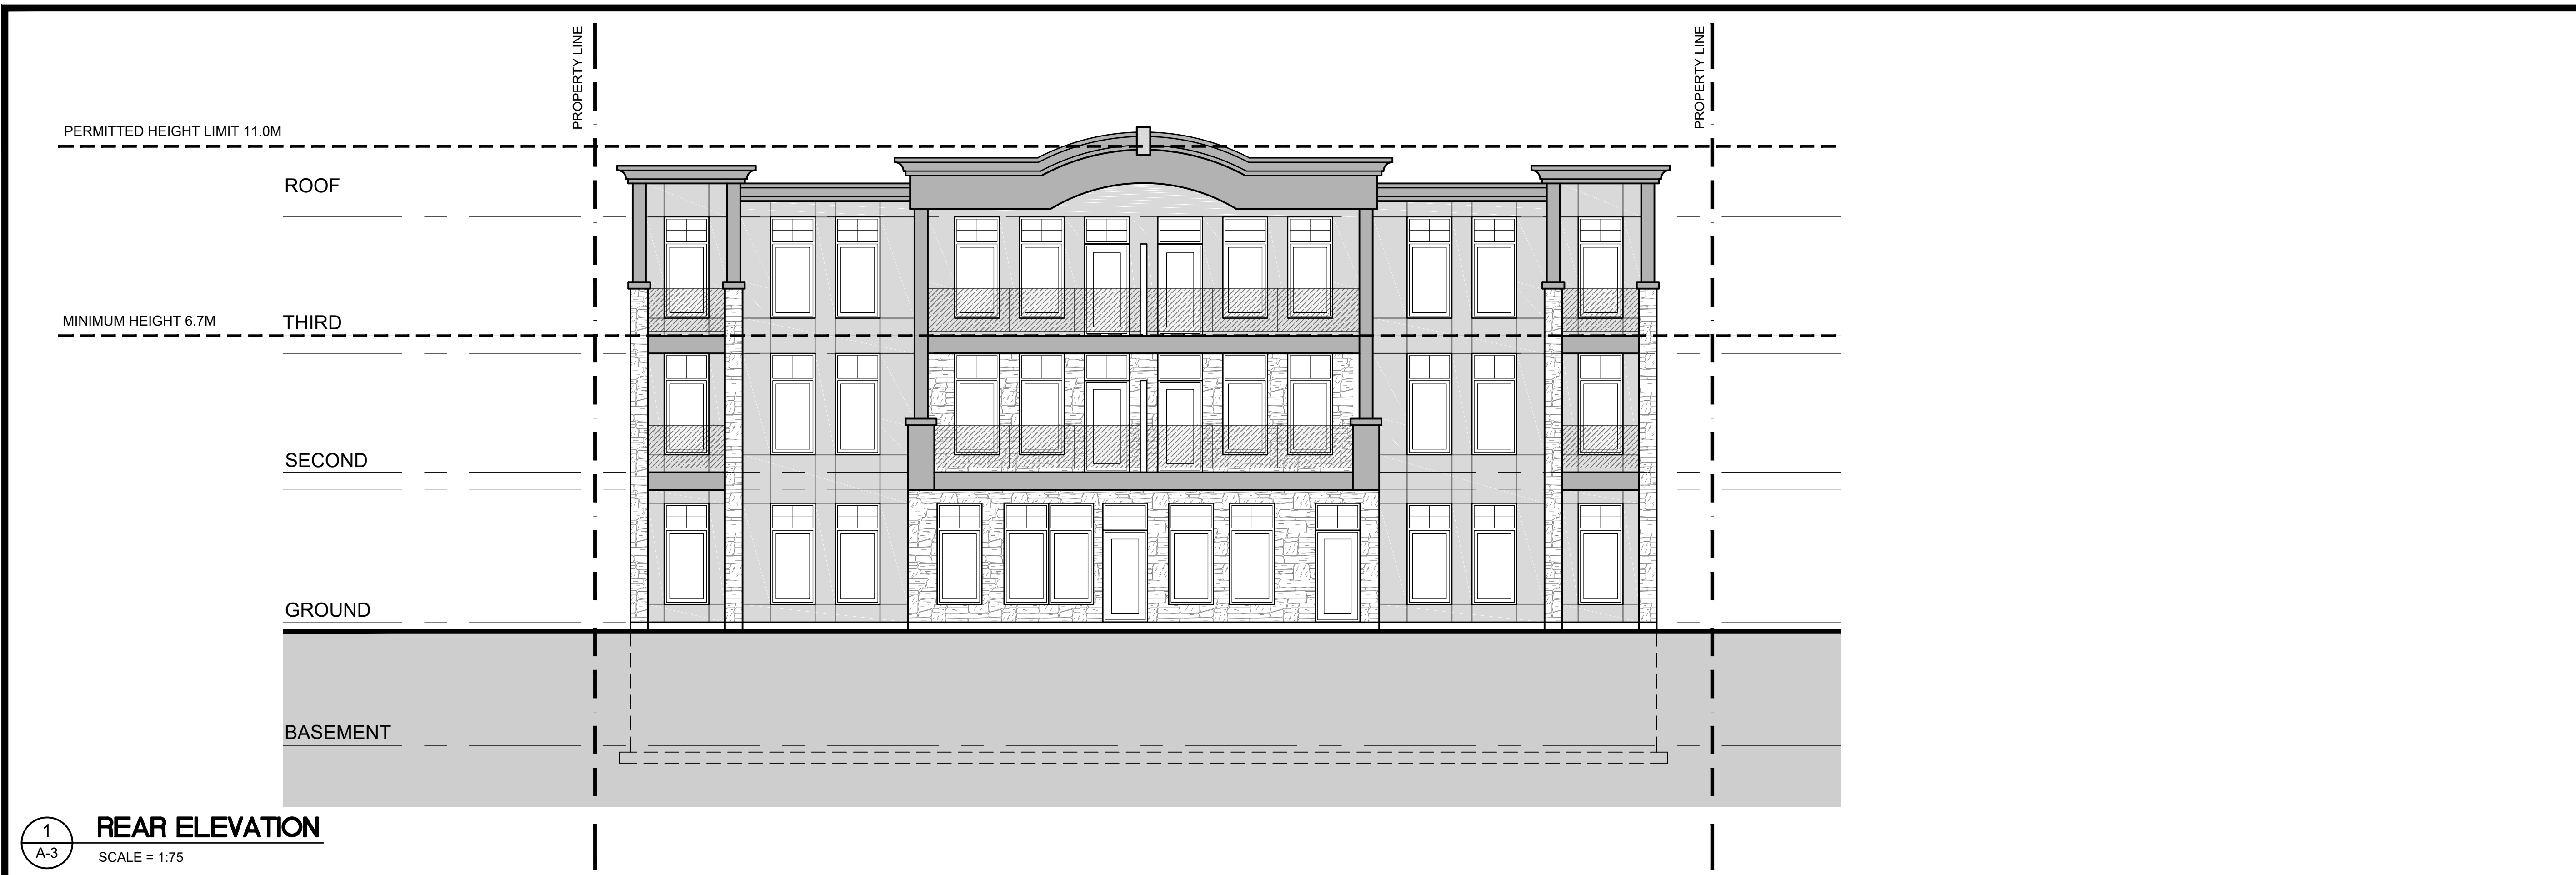 PROPERTY LINE
PROPERTY LINE
PERMITTED HEIGHT LIMIT 11.0M
ROOF
MINIMUM HEIGHT 6.7M
THIRD
SECOND
GROUND
BASEMENT
1
A-3
REAR ELEVATION
SCALE = 1:75